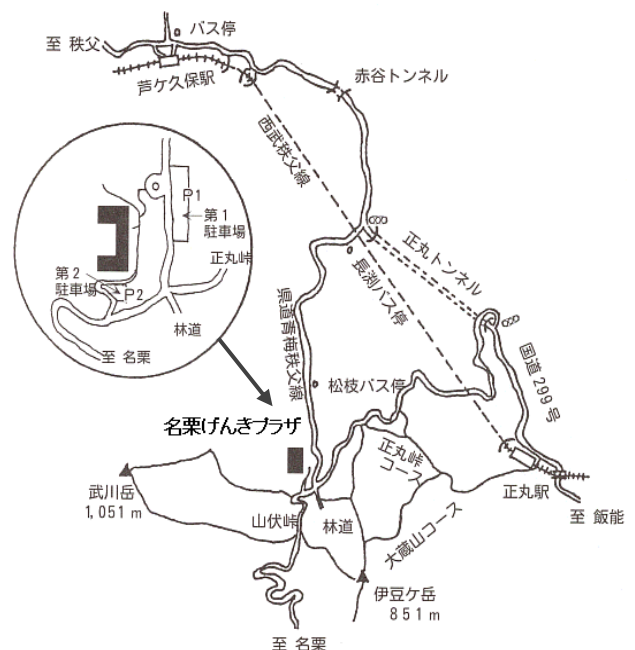 バス停
至 秩父
芦ケ久保駅
赤谷トンネル
西武秩父線
P1
第1
駐車場
正丸峠
第2
駐車場
P2
林道
至 名栗
正丸トンネル
長渕バス停
県道青梅秩父線
国道299号
松枝バス停
名栗げんきプラザ
正丸峠
コース
武川岳
1,051m
山伏峠
林道
大蔵山コース
正丸駅
至 飯能
伊豆ケ岳
851m
至 名栗